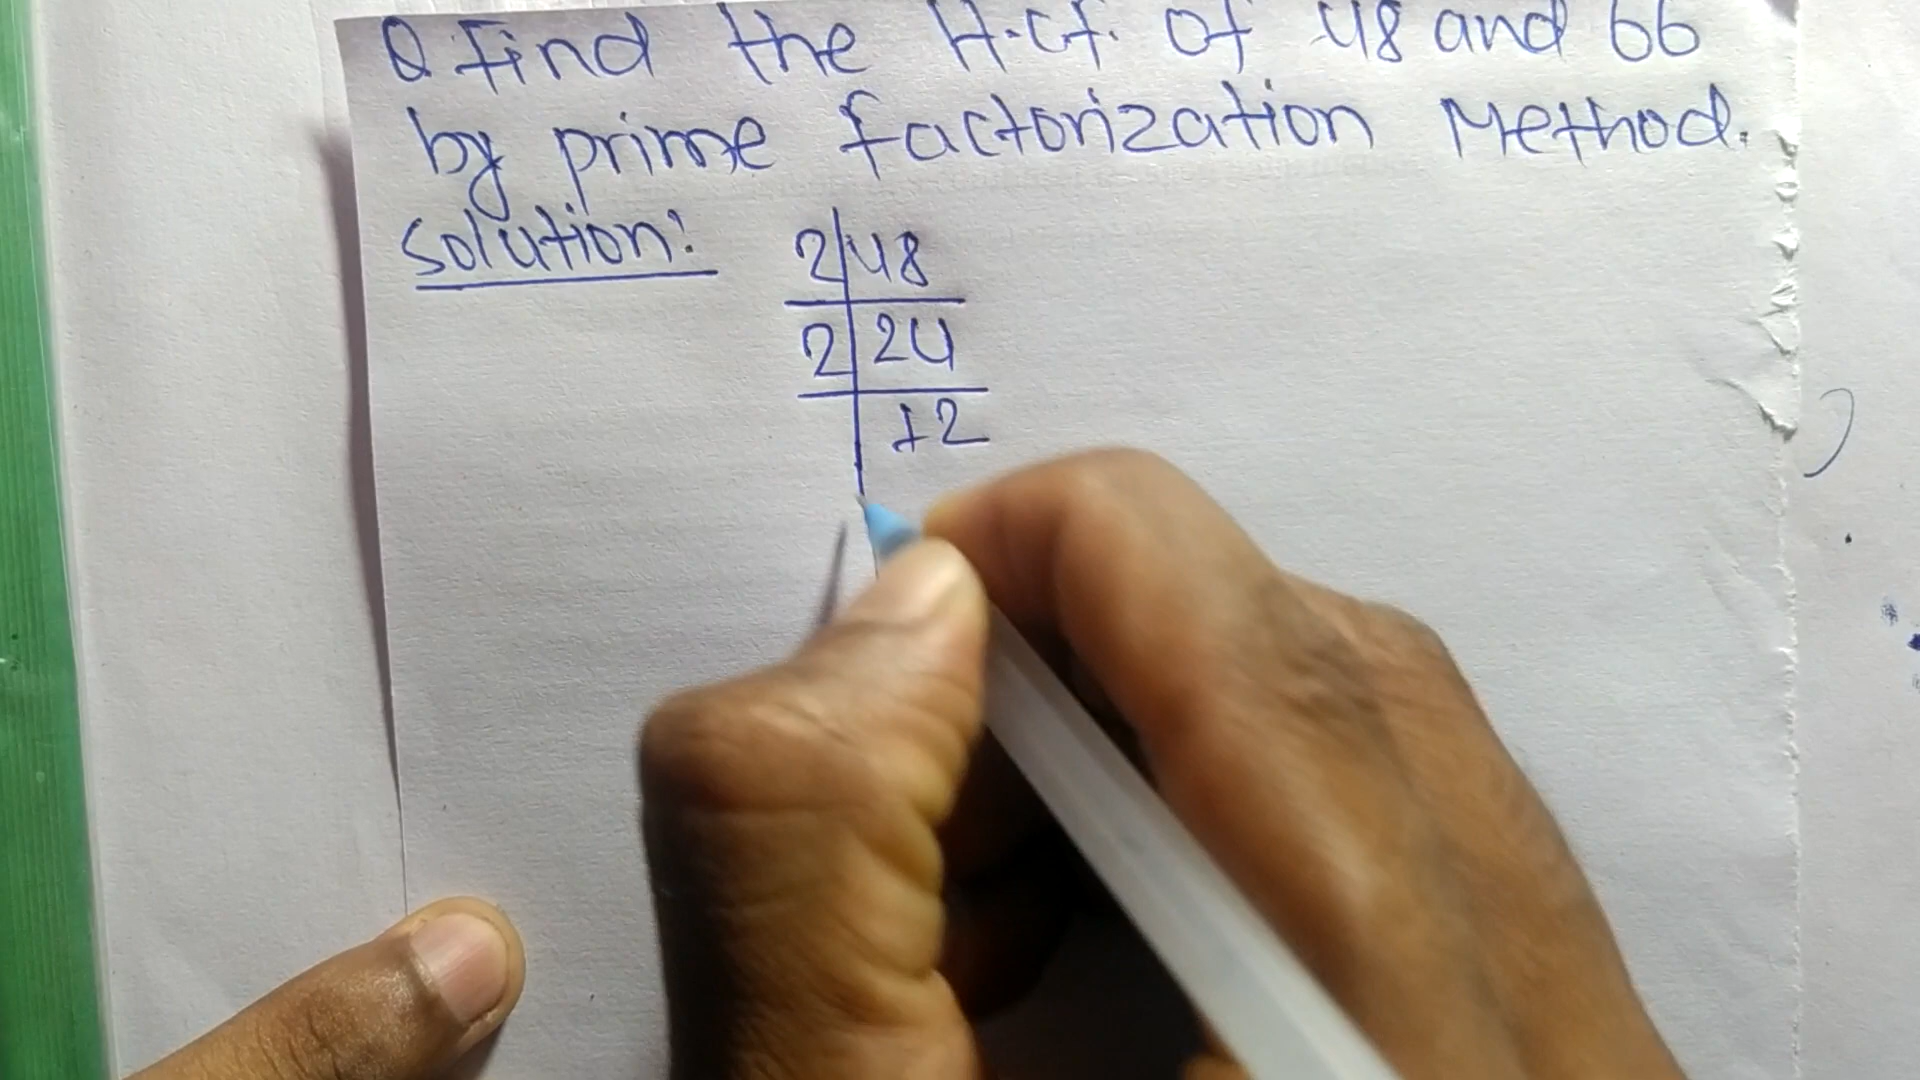 Q. Find the H.C.f. of 48 and 66
by prime factorization Method.
Solution:
2 48
2 24
12